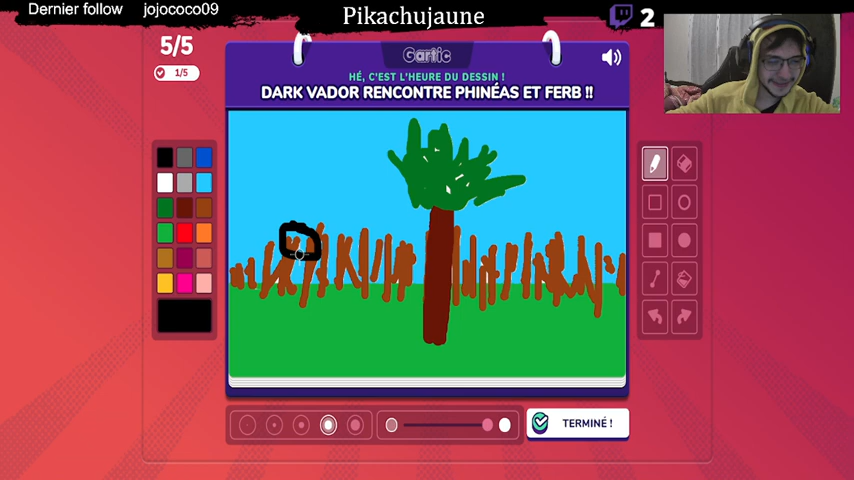 Dernier follow jojococo09
Pikachujaune
2
5/5
1/5
Gartic
HÉ, C'EST L'HEURE DU DESSIN !
DARK VADOR RENCONTRE PHINÉAS ET FERB !!
TERMINÉ !